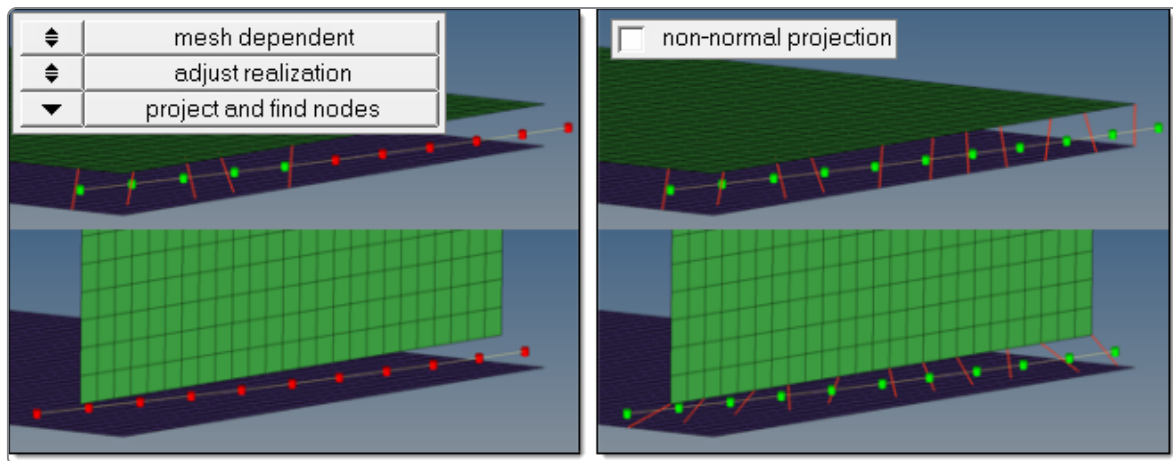 mesh dependent
adjust realization
project and find nodes
non-normal projection